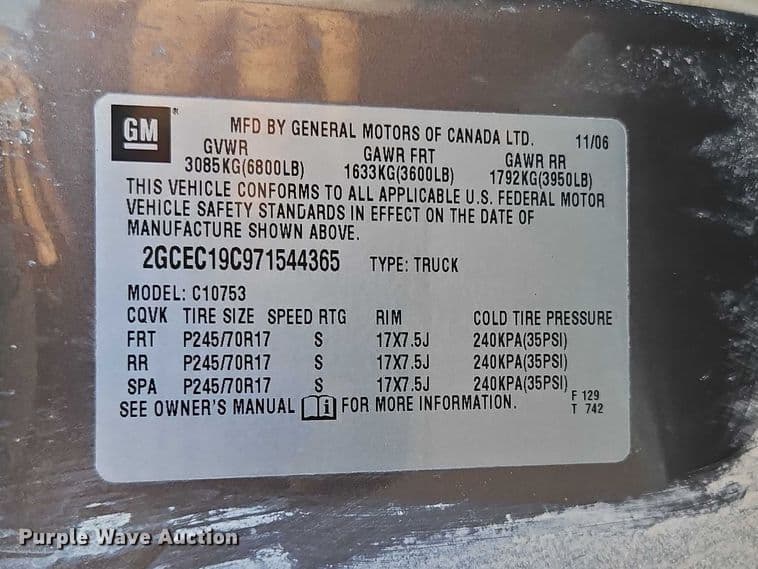 GM
MFD BY GENERAL MOTORS OF CANADA LTD. 11/06
GVWR GAWR FRT GAWR RR
3085KG(6800LB) 1633KG(3600LB) 1792KG(3950LB)
THIS VEHICLE CONFORMS TO ALL APPLICABLE U.S. FEDERAL MOTOR
VEHICLE SAFETY STANDARDS IN EFFECT ON THE DATE OF
MANUFACTURE SHOWN ABOVE.
2GCEC19C971544365 TYPE: TRUCK
MODEL: C10753
CQVK TIRE SIZE SPEED RTG RIM COLD TIRE PRESSURE
FRT P245/70R17 S 17X7.5J 240KPA(35PSI)
RR P245/70R17 S 17X7.5J 240KPA(35PSI)
SPA P245/70R17 S 17X7.5J 240KPA(35PSI)
SEE OWNER'S MANUAL i FOR MORE INFORMATION. F 129
T 742
Purple Wave Auction